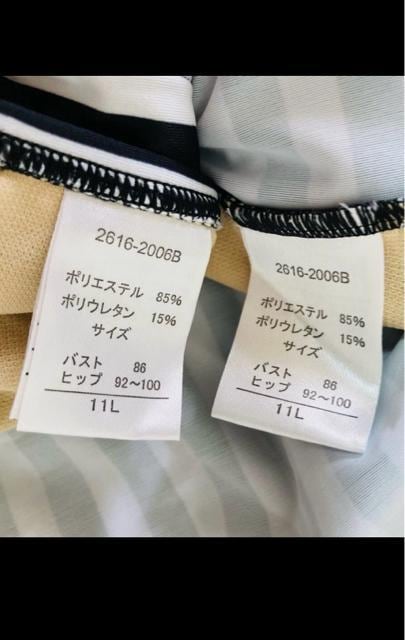 2616-2006B
ポリエステル 85%
ポリウレタン 15%
サイズ
バスト 86
ヒップ 92～100
11L
2616-2006B
ポリエステル 85%
ポリウレタン 15%
サイズ
バスト 86
ヒップ 92～100
11L